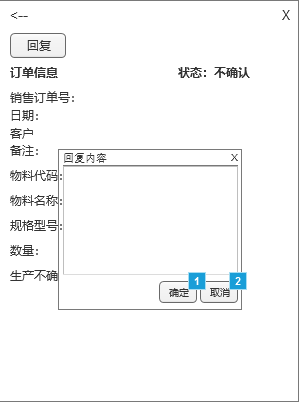 <-- X
回复
订单信息 状态：不确认
销售订单号:
日期:
客户
备注:
回复内容 X
物料代码:
物料名称:
规格型号:
数量:
生产不确
1 2
确定 取消